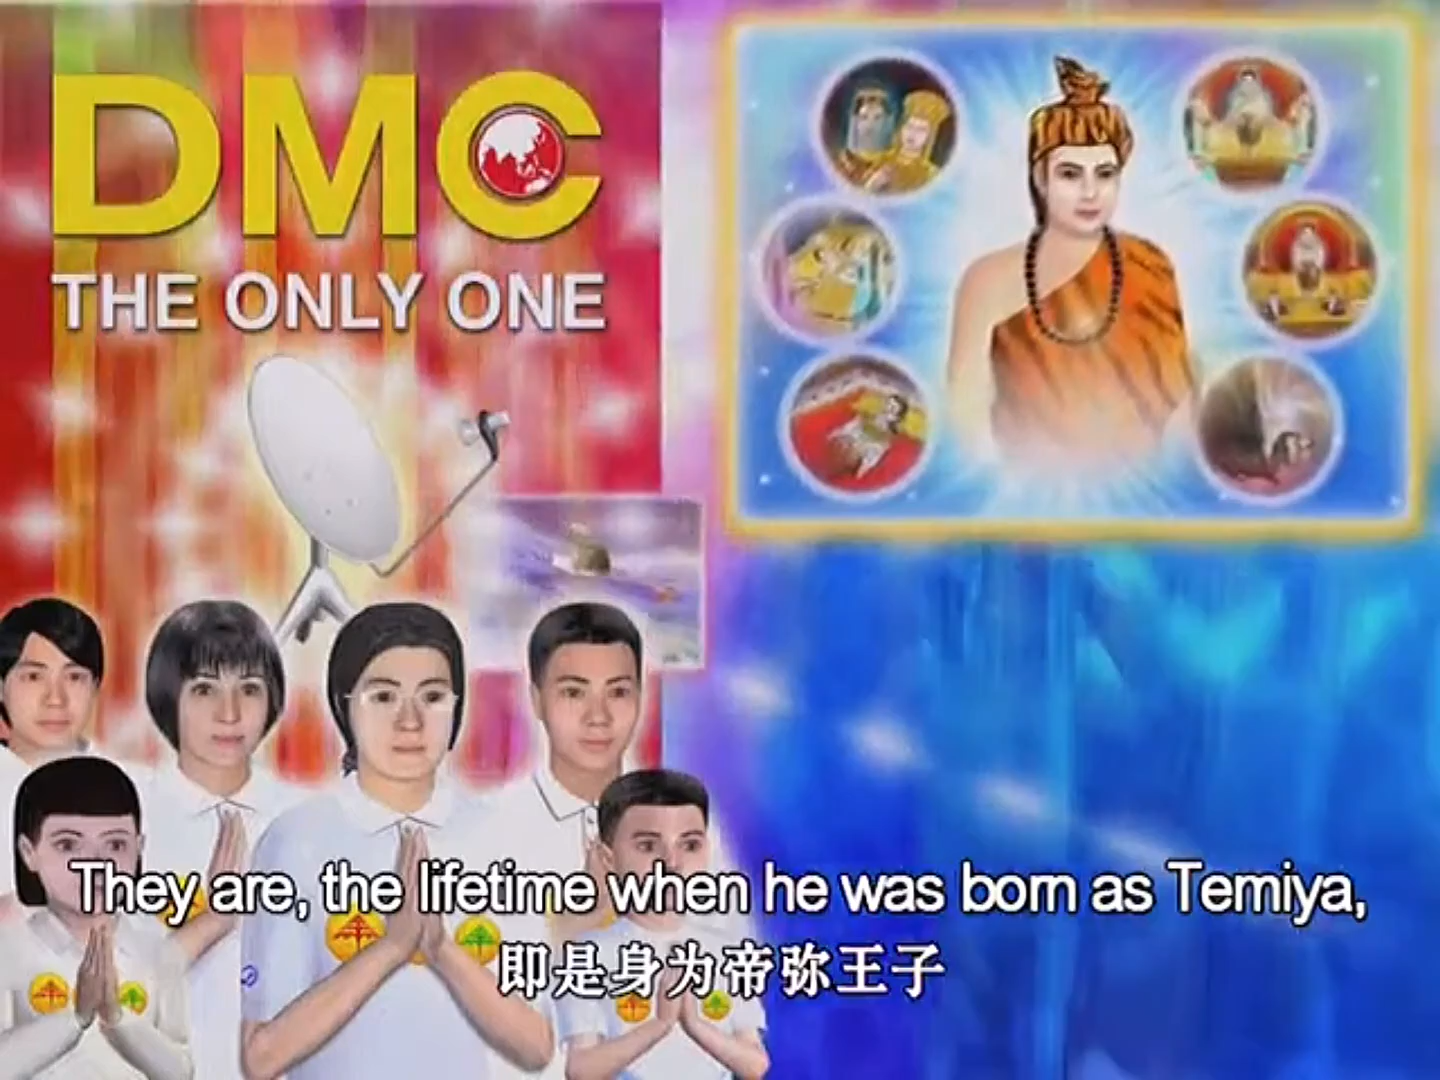 DMC
THE ONLY ONE
They are, the lifetime when he was born as Temiya,
即是身为帝弥王子